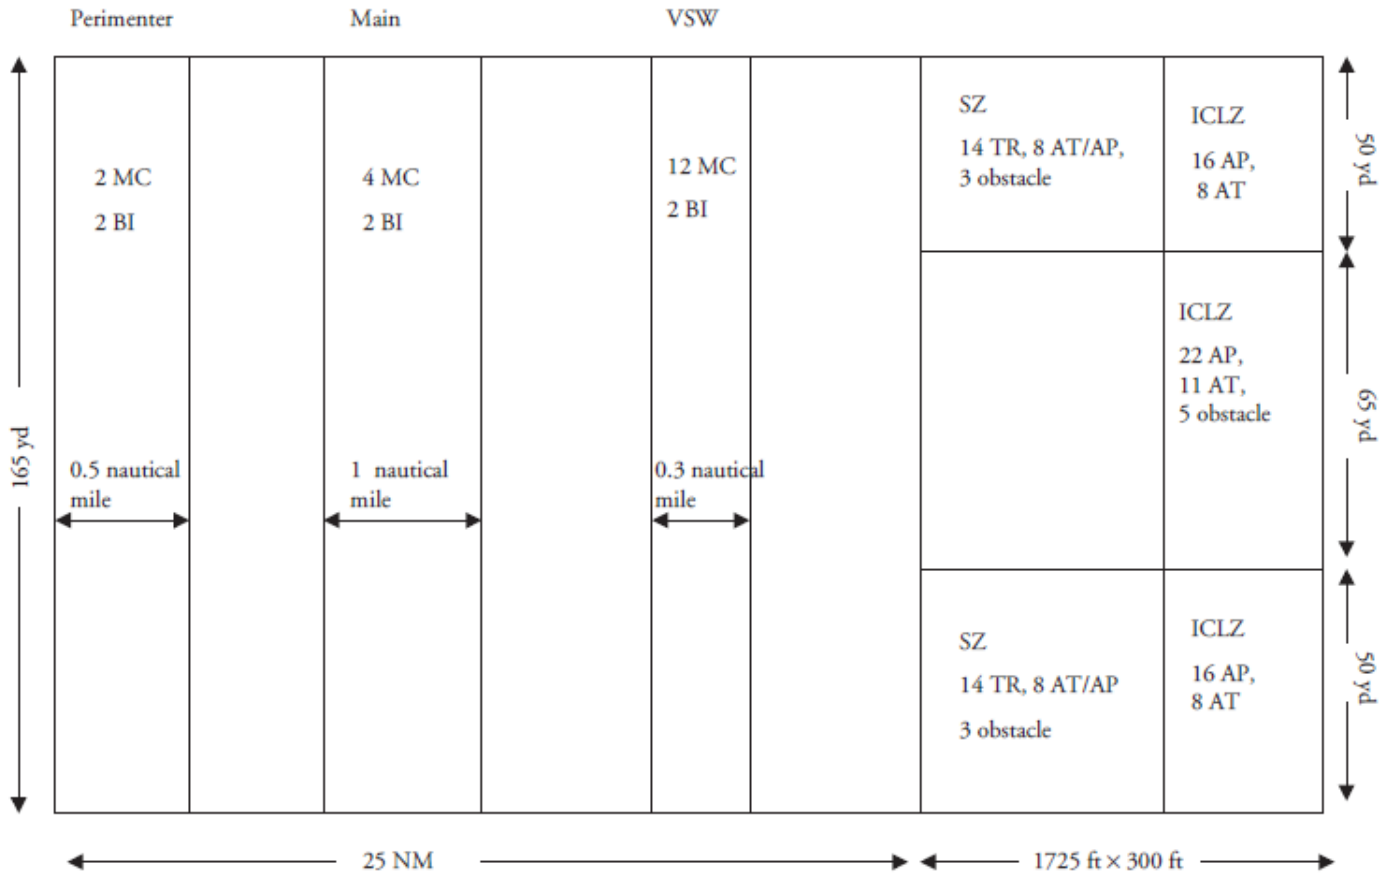 Perimenter
Main
VSW
2 MC
2 BI
4 MC
2 BI
12 MC
2 BI
SZ
14 TR, 8 AT/AP,
3 obstacle
ICLZ
16 AP,
8 AT
50 yd
ICLZ
22 AP,
11 AT,
5 obstacle
65 yd
165 yd
0.5 nautical
mile
1 nautical
mile
0.3 nautical
mile
SZ
14 TR, 8 AT/AP
3 obstacle
ICLZ
16 AP,
8 AT
50 yd
25 NM
1725 ft × 300 ft